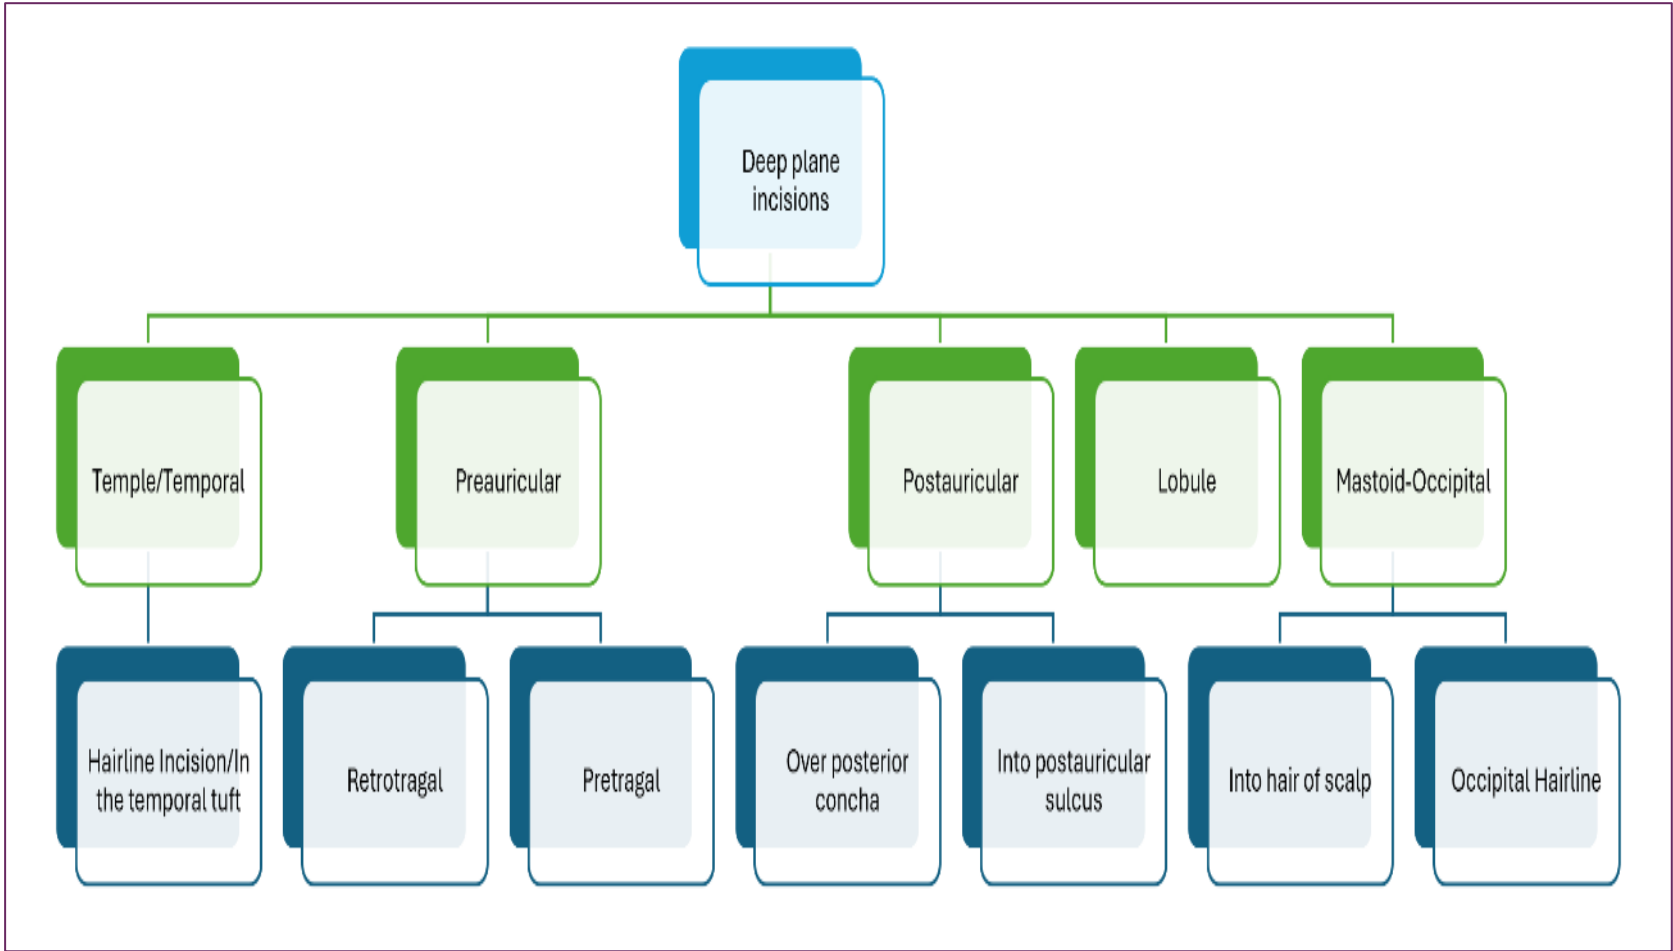 Deep plane
incisions
Temple/Temporal
Preauricular
Postauricular
Lobule
Mastoid-Occipital
Hairline Incision/In
the temporal tuft
Retrotragal
Pretragal
Over posterior
concha
Into postauricular
sulcus
Into hair of scalp
Occipital Hairline